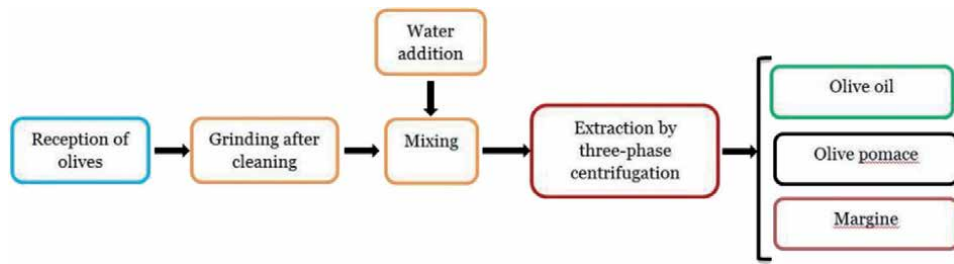 Water
addition
Reception of
olives
Grinding after
cleaning
Mixing
Extraction by
three-phase
centrifugation
Olive oil
Olive pomace
Margine